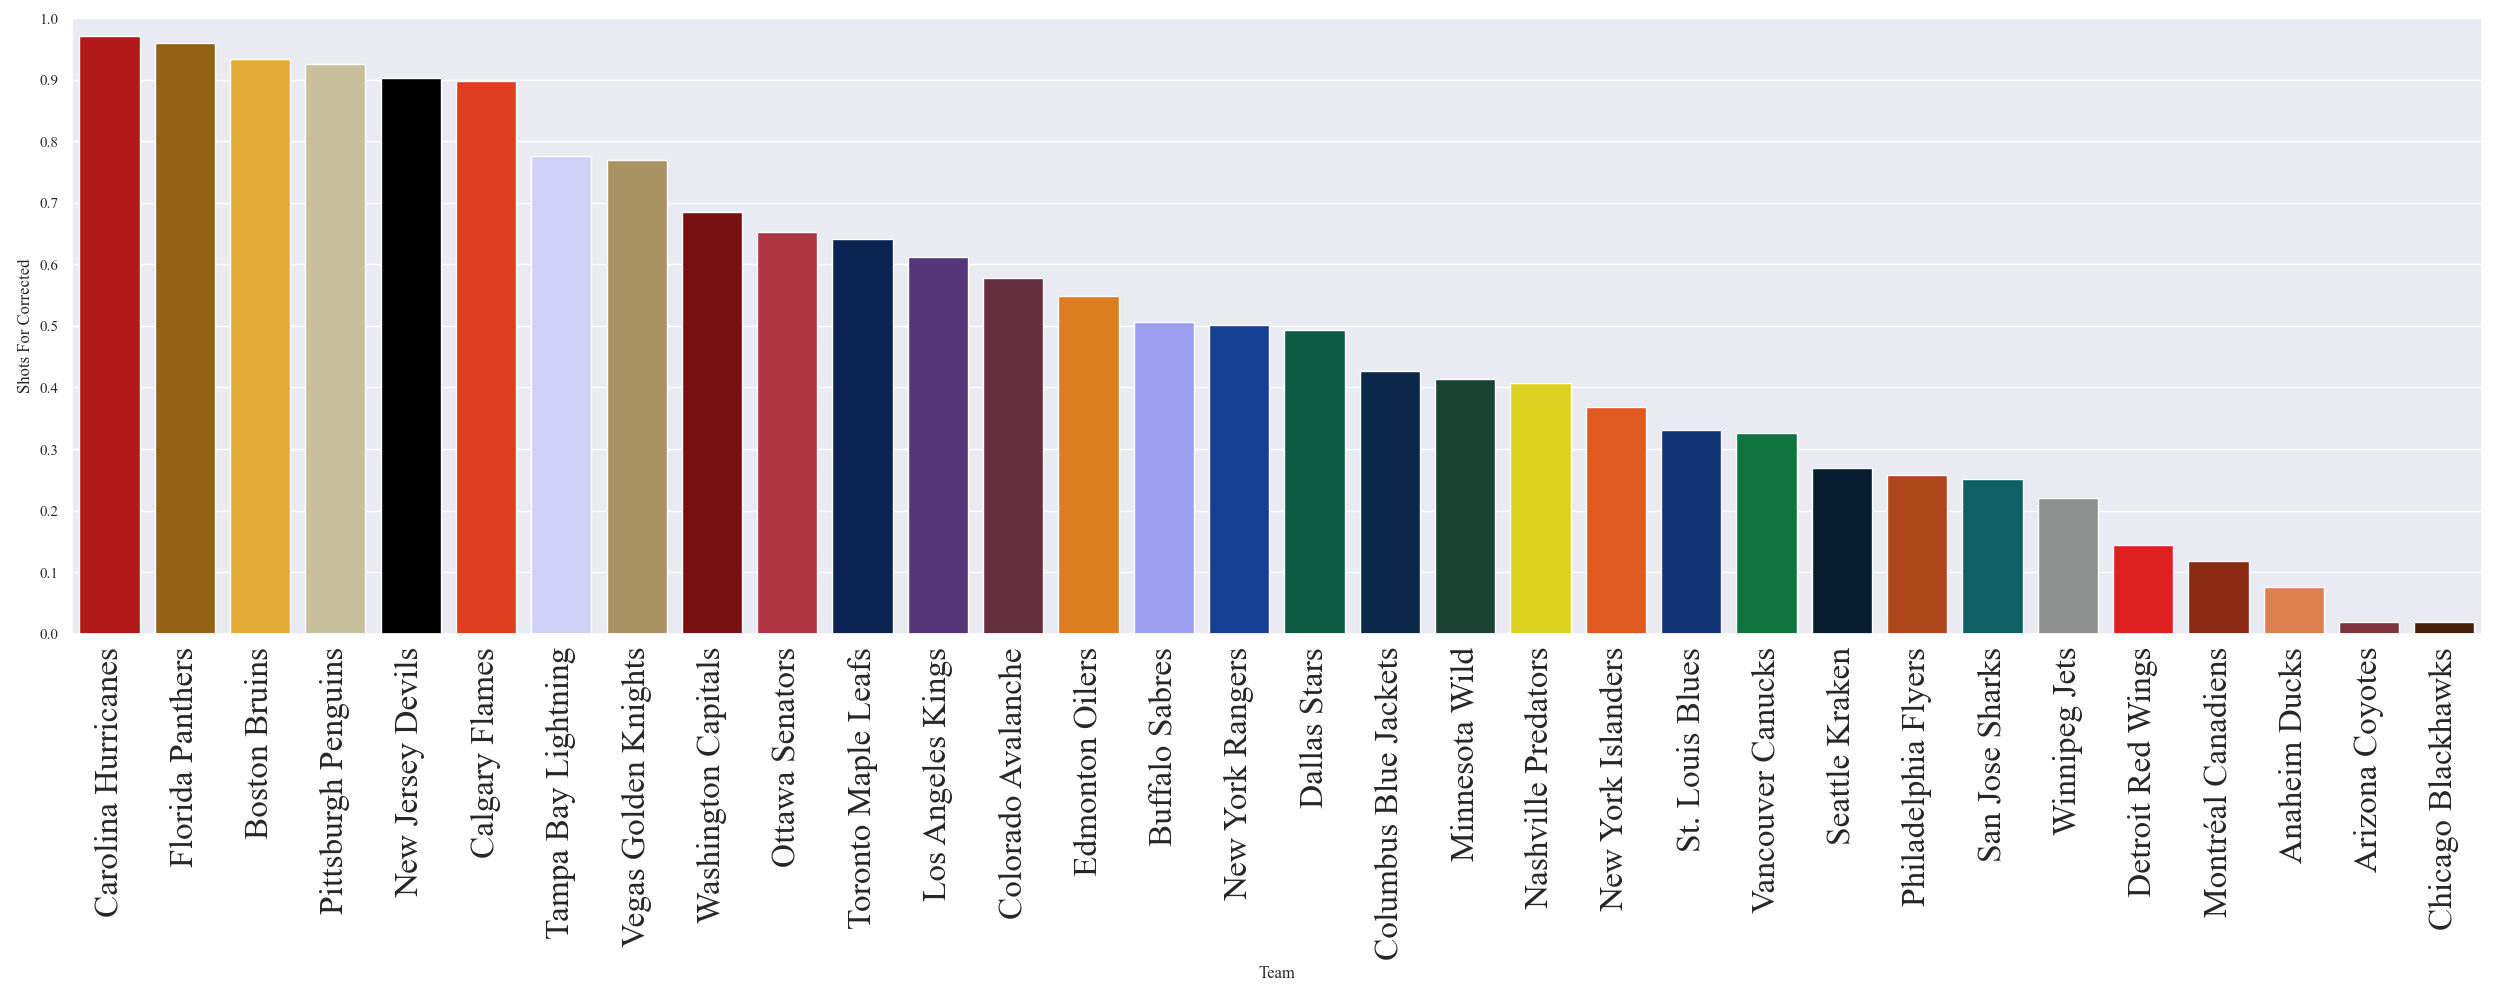 1.0
0.9
0.8
0.7
0.6
0.5
0.4
0.3
0.2
0.1
0.0
Shots For Corrected
Carolina Hurricanes
Florida Panthers
Boston Bruins
Pittsburgh Penguins
New Jersey Devils
Calgary Flames
Tampa Bay Lightning
Vegas Golden Knights
Washington Capitals
Ottawa Senators
Toronto Maple Leafs
Los Angeles Kings
Colorado Avalanche
Edmonton Oilers
Buffalo Sabres
New York Rangers
Dallas Stars
Columbus Blue Jackets
Minnesota Wild
Nashville Predators
New York Islanders
St. Louis Blues
Vancouver Canucks
Seattle Kraken
Philadelphia Flyers
San Jose Sharks
Winnipeg Jets
Detroit Red Wings
Montréal Canadiens
Anaheim Ducks
Arizona Coyotes
Chicago Blackhawks
Team